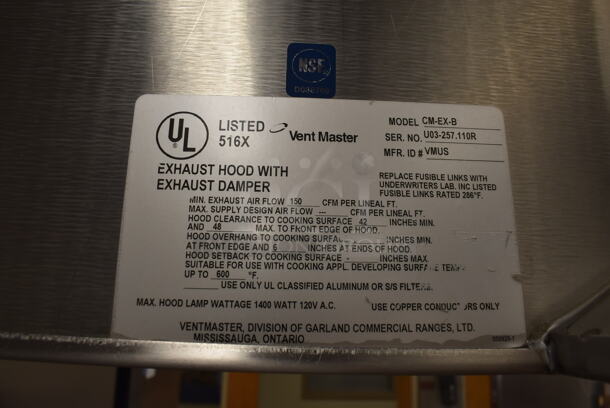 NSF
UL
LISTED
516X
Vent Master
MODEL CM-EX-B
SER. NO. U03-257.110R
MFR. ID # VMUS
EXHAUST HOOD WITH
EXHAUST DAMPER
REPLACE FUSIBLE LINKS WITH
UNDERWRITERS LAB. INC LISTED
FUSIBLE LINKS RATED 286°F.
MIN. EXHAUST AIR FLOW 150 CFM PER LINEAL FT.
MAX. SUPPLY DESIGN AIR FLOW --- CFM PER LINEAL FT.
HOOD CLEARANCE TO COOKING SURFACE 42 INCHES MIN.
AND 48 MAX. TO FRONT EDGE OF HOOD.
HOOD OVERHANG TO COOKING INCHES MIN.
AT FRONT EDGE AND 6 INCHES AT ENDS OF HOOD.
HOOD SETBACK TO COOKING SURFACE - INCHES MAX.
SUITABLE FOR USE WITH COOKING APPL. DEVELOPING
UP TO 600 °F.
USE ONLY UL CLASSIFIED ALUMINUM OR S/S
MAX. HOOD LAMP WATTAGE 1400 WATT 120V A.C. USE COPPER ONLY
VENTMASTER, DIVISION OF GARLAND COMMERCIAL RANGES, LTD.
MISSISSAUGA, ONTARIO